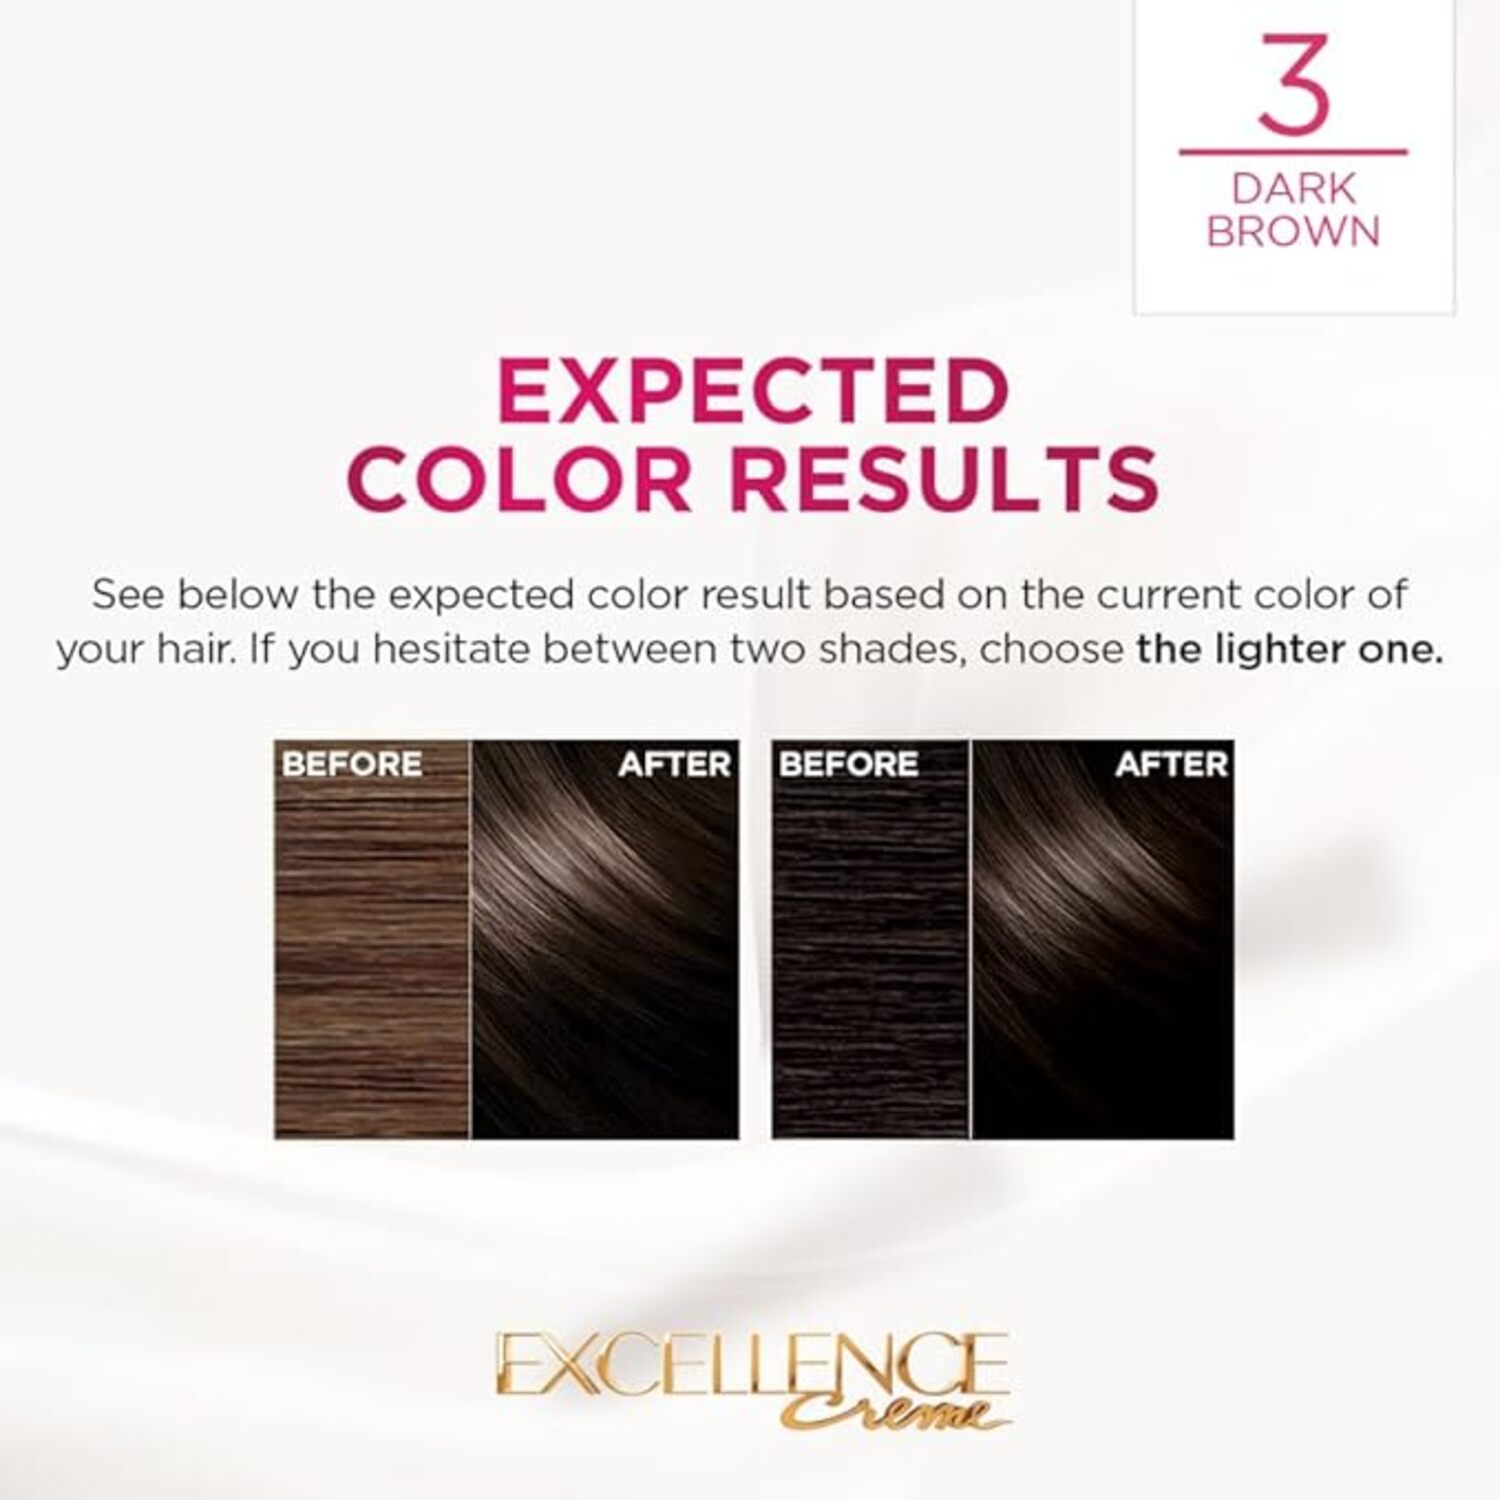 3
DARK
BROWN
EXPECTED
COLOR RESULTS
See below the expected color result based on the current color of
your hair. If you hesitate between two shades, choose the lighter one.
BEFORE AFTER BEFORE AFTER
EXCELLENCE
Creme